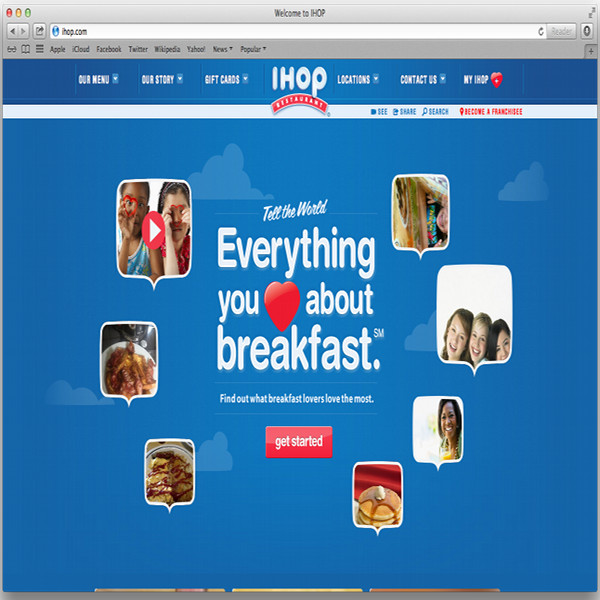 Welcome to IHOP
ihop.com
Reader
Apple iCloud Facebook Twitter Wikipedia Yahoo! News Popular
OUR MENU OUR STORY GIFT CARDS IHOP LOCATIONS CONTACT US MY IHOP
RESTAURANT
SEE SHARE SEARCH BECOME A FRANCHISEE
Tell the World
Everything
you about
breakfast.SM
Find out what breakfast lovers love the most.
get started